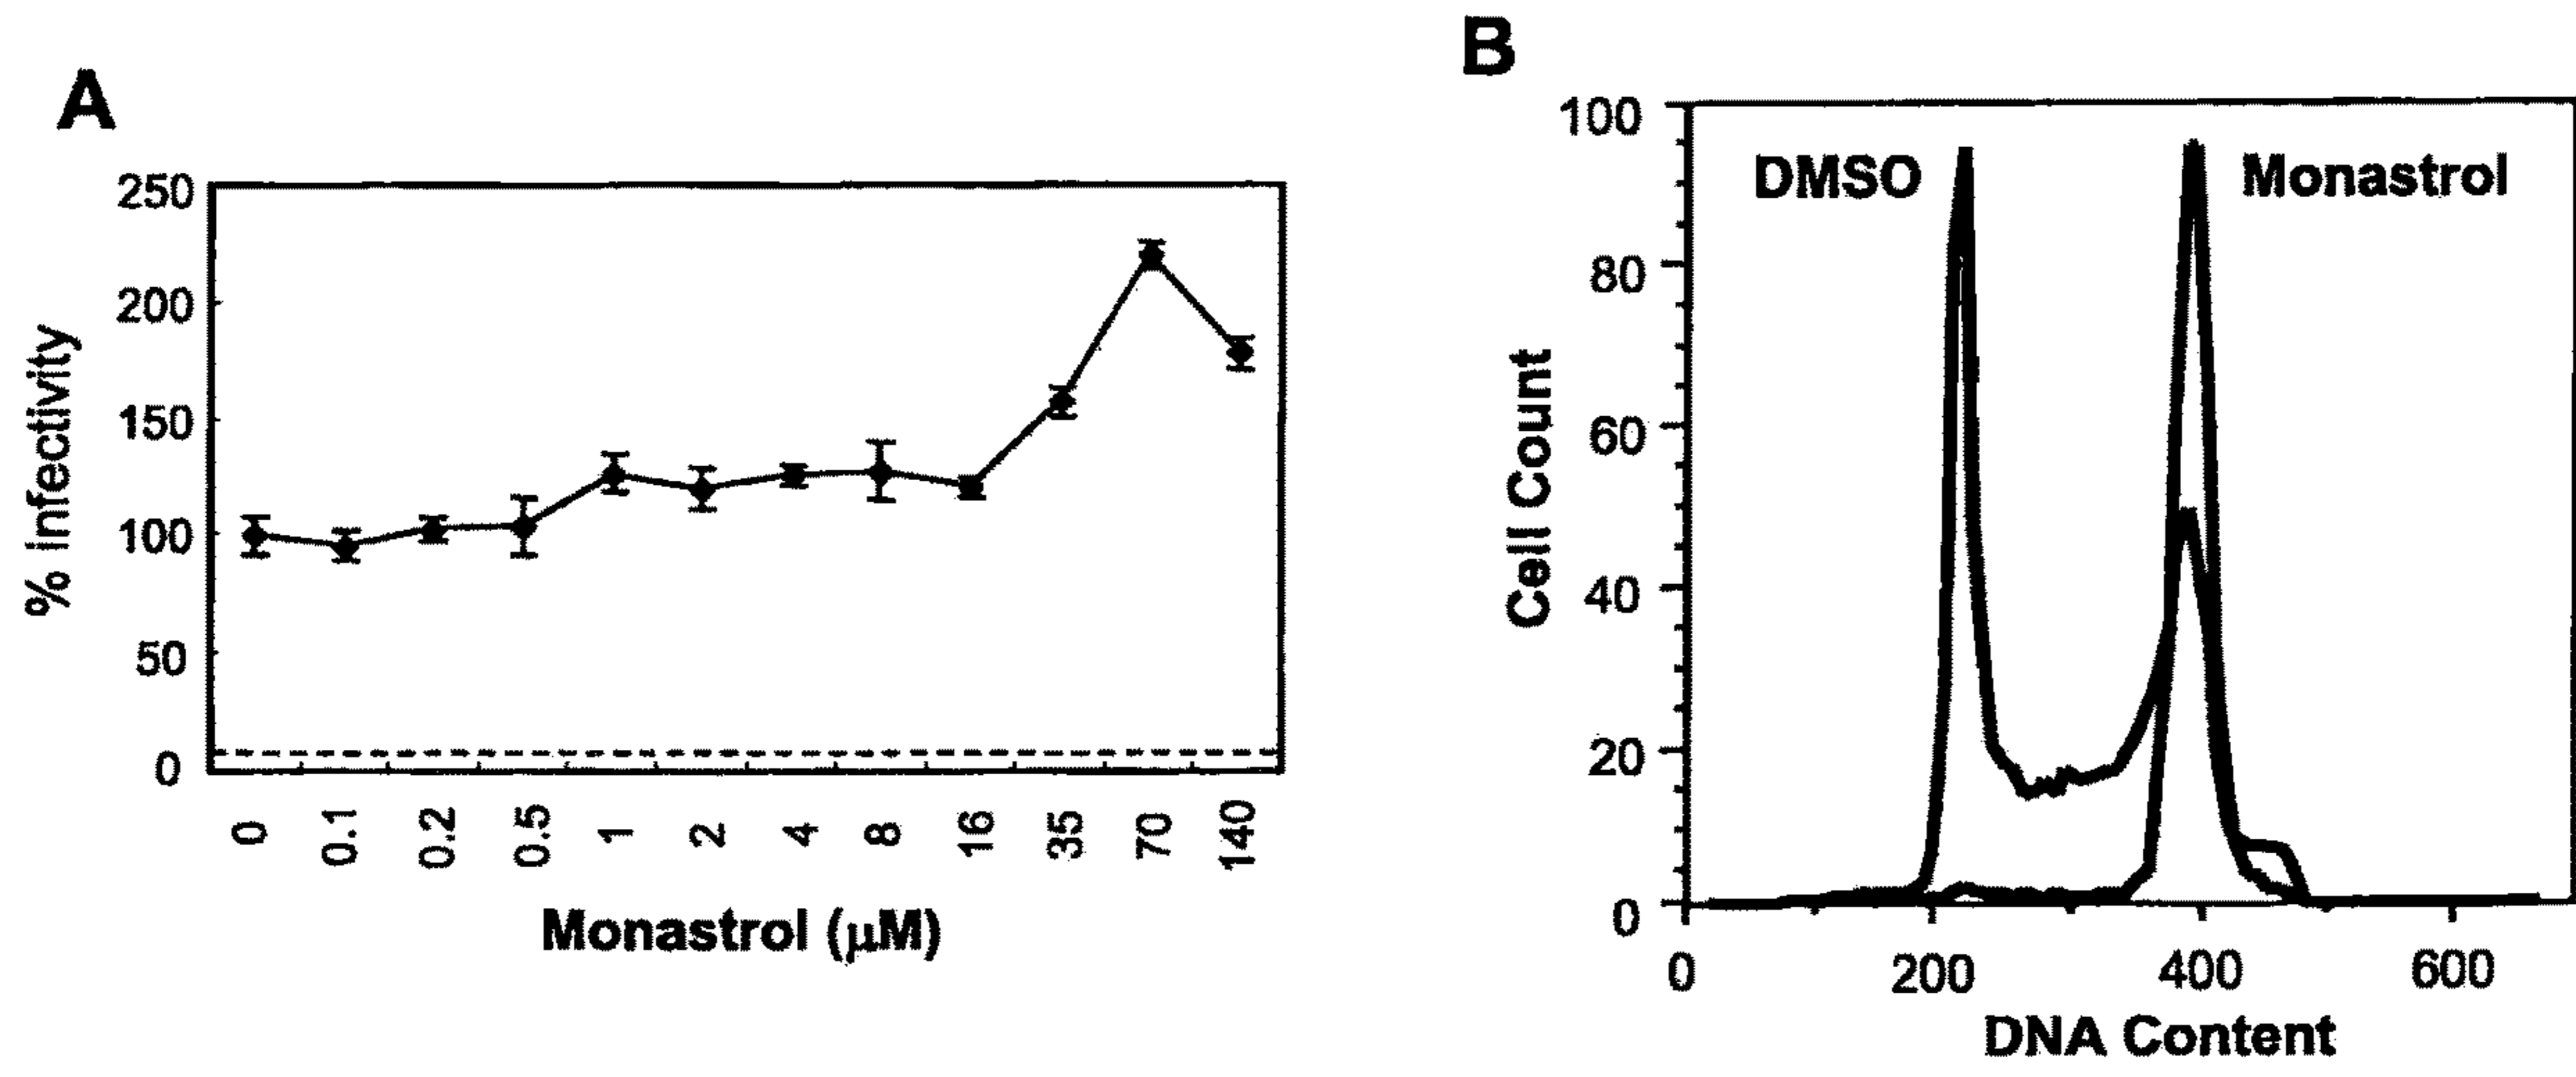 A
250
200
150
100
50
0
% infectivity
0 0.1 0.2 0.5 1 2 4 8 16 35 70 140
Monastrol (μM)
B
100
80
60
40
20
0
Cell Count
DMSO Monastrol
0 200 400 600
DNA Content